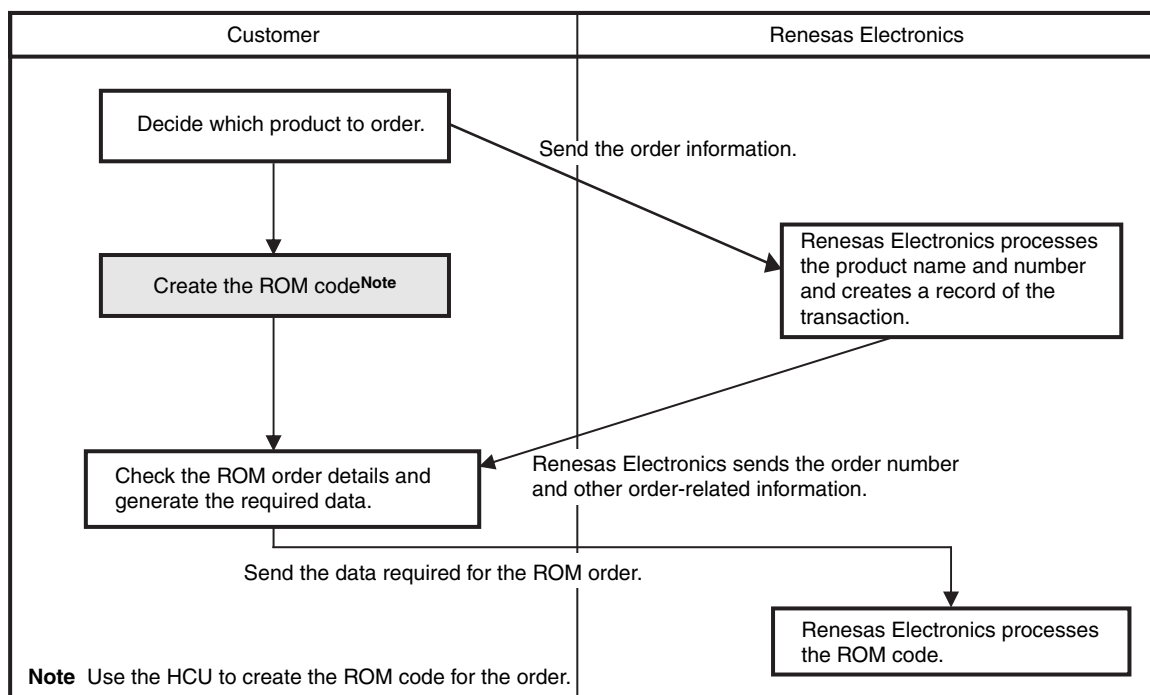 Customer
Renesas Electronics
Decide which product to order.
Send the order information.
Renesas Electronics processes
the product name and number
and creates a record of the
transaction.
Create the ROM codeNote
Check the ROM order details and
generate the required data.
Renesas Electronics sends the order number
and other order-related information.
Send the data required for the ROM order.
Renesas Electronics processes
the ROM code.
Note Use the HCU to create the ROM code for the order.